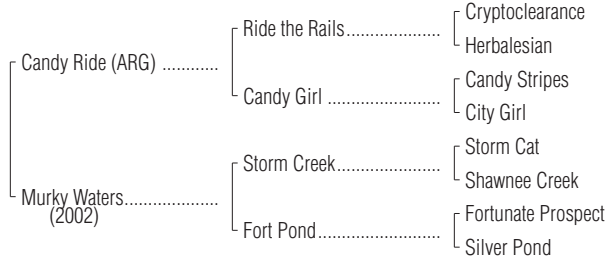 Cryptoclearance
Ride the Rails....................
Herbalesian
Candy Ride (ARG) ............
Candy Stripes
Candy Girl ........................
City Girl
Storm Cat
Storm Creek......................
Shawnee Creek
Murky Waters....................
(2002)
Fortunate Prospect
Fort Pond..........................
Silver Pond